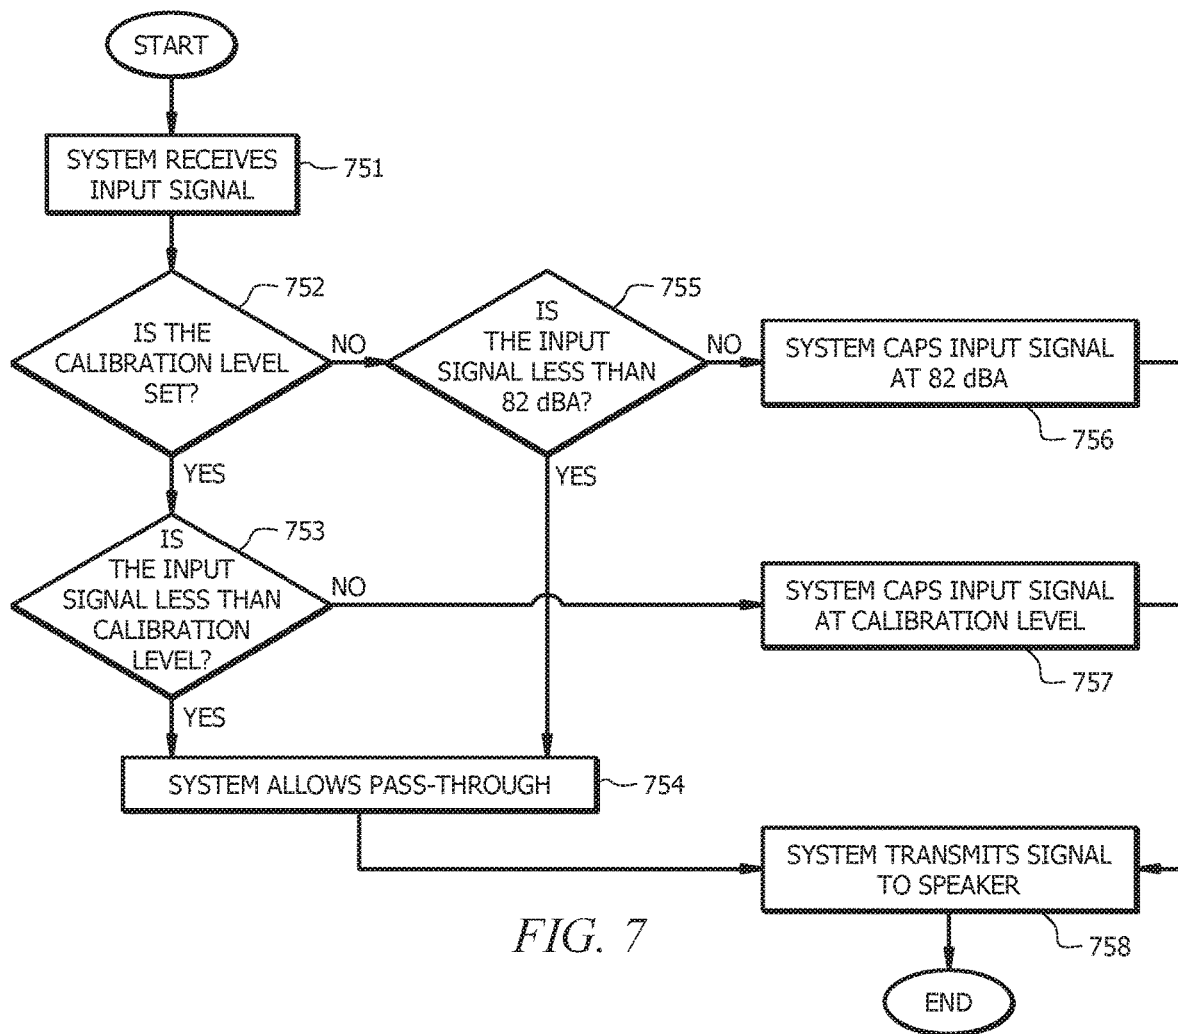 START
SYSTEM RECEIVES
INPUT SIGNAL
751
752
IS THE
CALIBRATION LEVEL
SET?
NO
YES
755
IS
THE INPUT
SIGNAL LESS THAN
82 dBA?
NO
YES
SYSTEM CAPS INPUT SIGNAL
AT 82 dBA
756
753
IS
THE INPUT
SIGNAL LESS THAN
CALIBRATION
LEVEL?
NO
YES
SYSTEM CAPS INPUT SIGNAL
AT CALIBRATION LEVEL
757
SYSTEM ALLOWS PASS-THROUGH
754
SYSTEM TRANSMITS SIGNAL
TO SPEAKER
758
FIG. 7
END